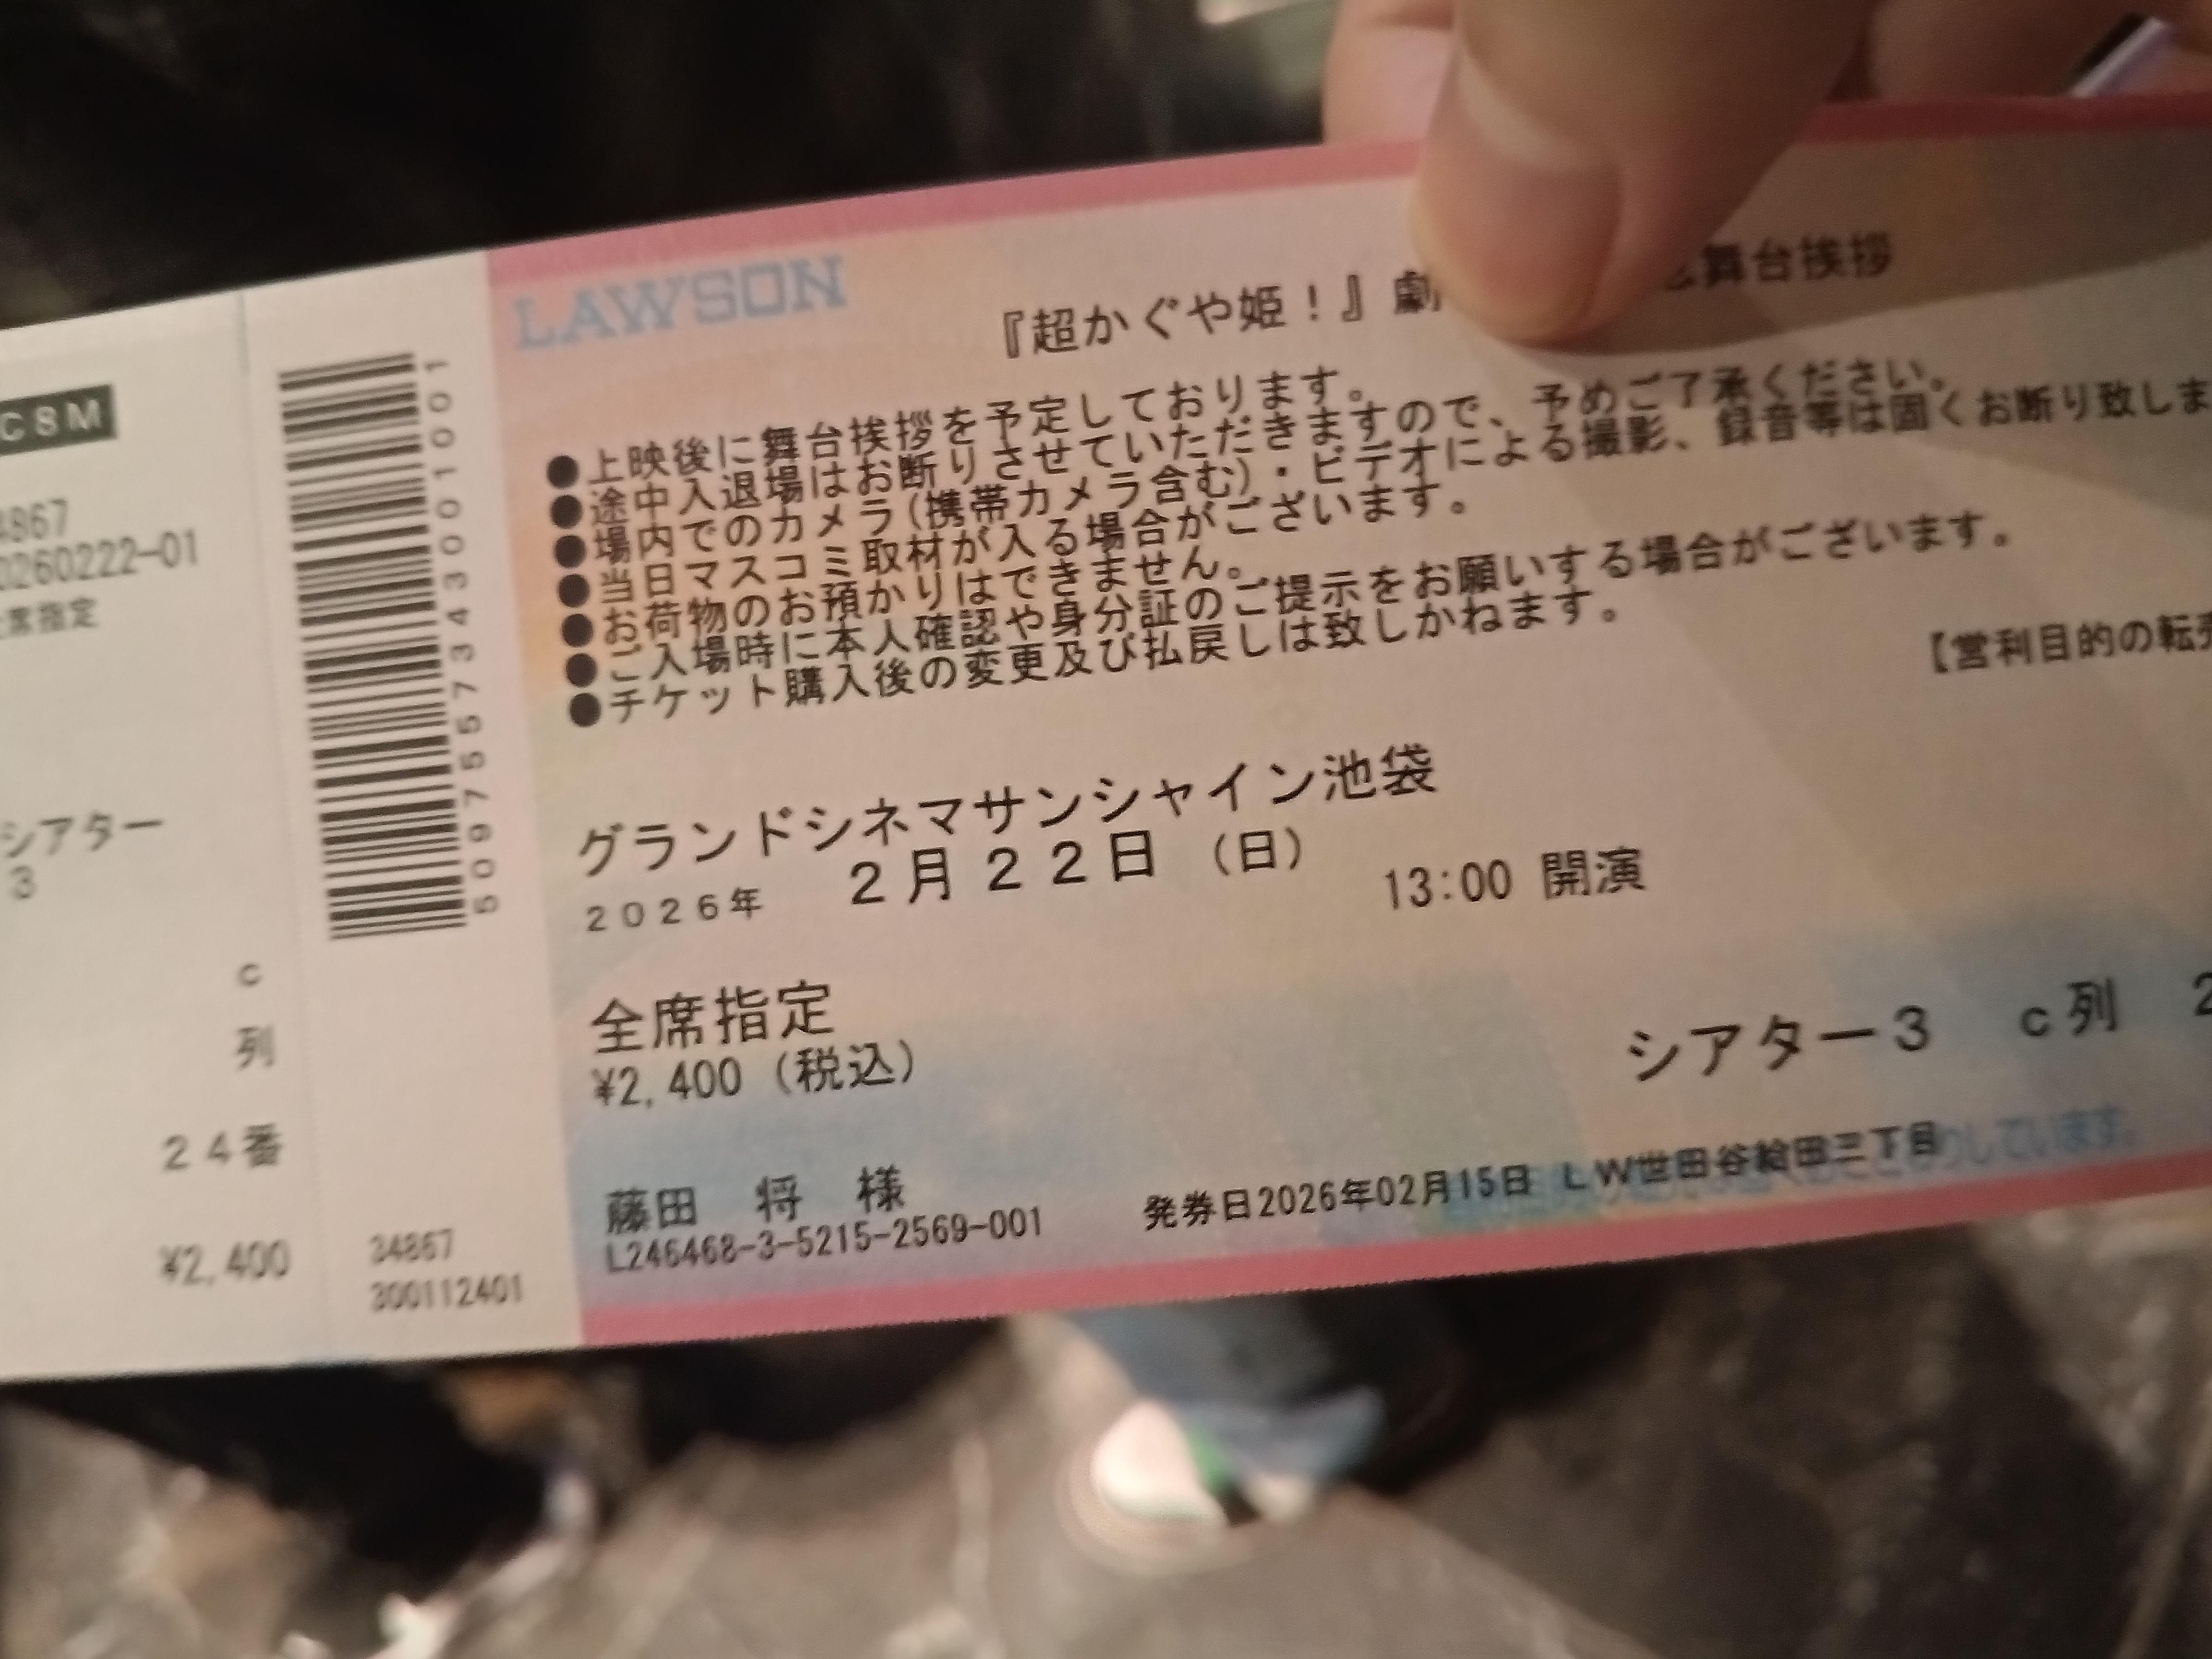 C8M
4867
0260222-01
席指定
シアター
3
c
列
24番
¥2,400
5097557343001001
34867
300112401
LAWSON
『超かぐや姫！』劇 舞台挨拶
●上映後に舞台挨拶を予定しております。
●途中入退場はお断りさせていただきますので、予めご了承ください。
●場内でのカメラ(携帯カメラ含む)・ビデオによる撮影、録音等は固くお断り致しま
●当日マスコミ取材が入る場合がございます。
●お荷物のお預かりはできません。
●ご入場時に本人確認や身分証のご提示をお願いする場合がございます。
●チケット購入後の変更及び払戻しは致しかねます。
【営利目的の転売
グランドシネマサンシャイン池袋
2026年 2月22日（日） 13:00 開演
全席指定
¥2,400（税込）
シアター3 c列 2
藤田 将 様
L246468-3-5215-2569-001
発券日2026年02月15日 LW世田谷給田三丁目
しています。